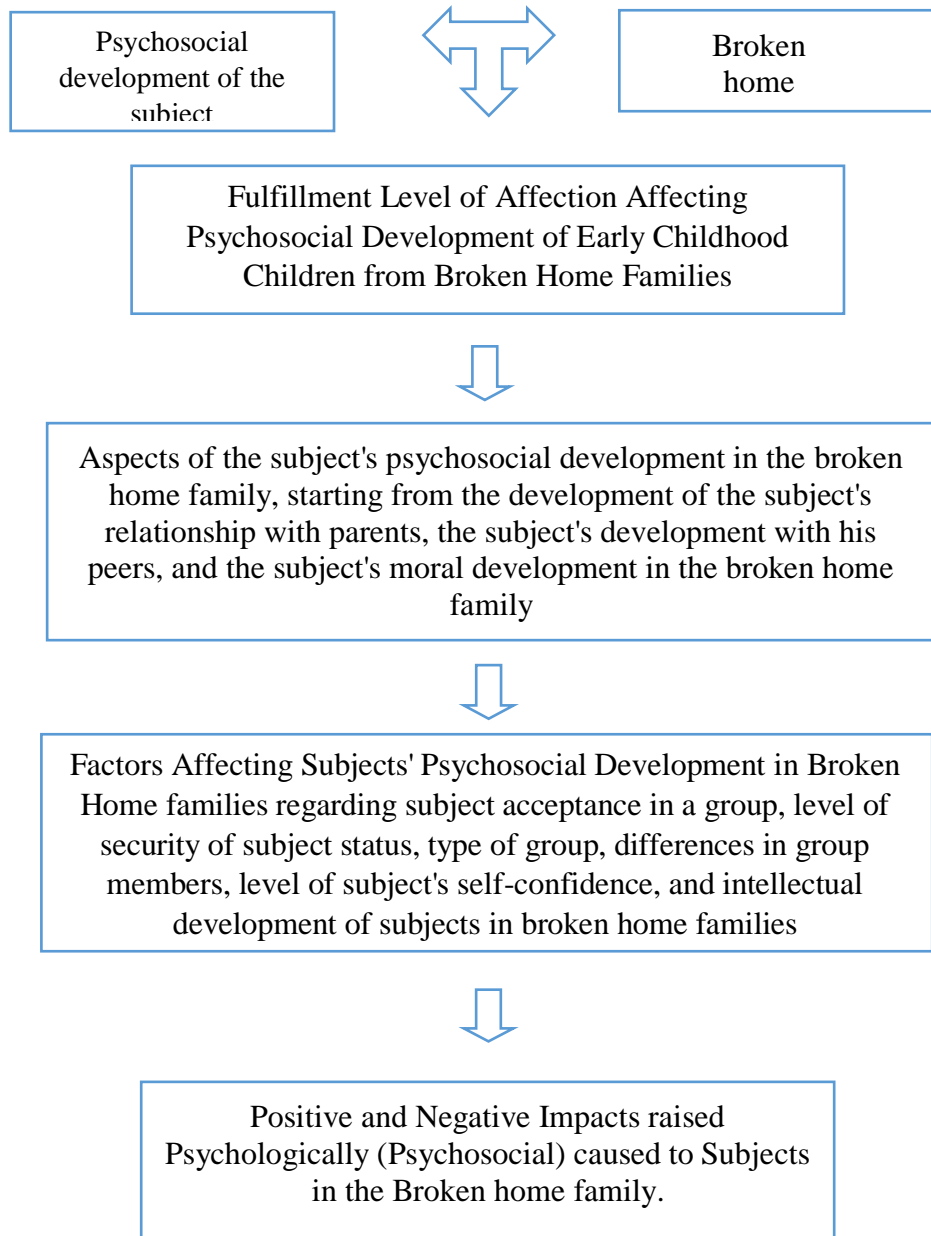 Psychosocial
development of the
subject
Broken
home
Fulfillment Level of Affection Affecting
Psychosocial Development of Early Childhood
Children from Broken Home Families
Aspects of the subject's psychosocial development in the broken
home family, starting from the development of the subject's
relationship with parents, the subject's development with his
peers, and the subject's moral development in the broken home
family
Factors Affecting Subjects' Psychosocial Development in Broken
Home families regarding subject acceptance in a group, level of
security of subject status, type of group, differences in group
members, level of subject's self-confidence, and intellectual
development of subjects in broken home families
Positive and Negative Impacts raised
Psychologically (Psychosocial) caused to Subjects
in the Broken home family.